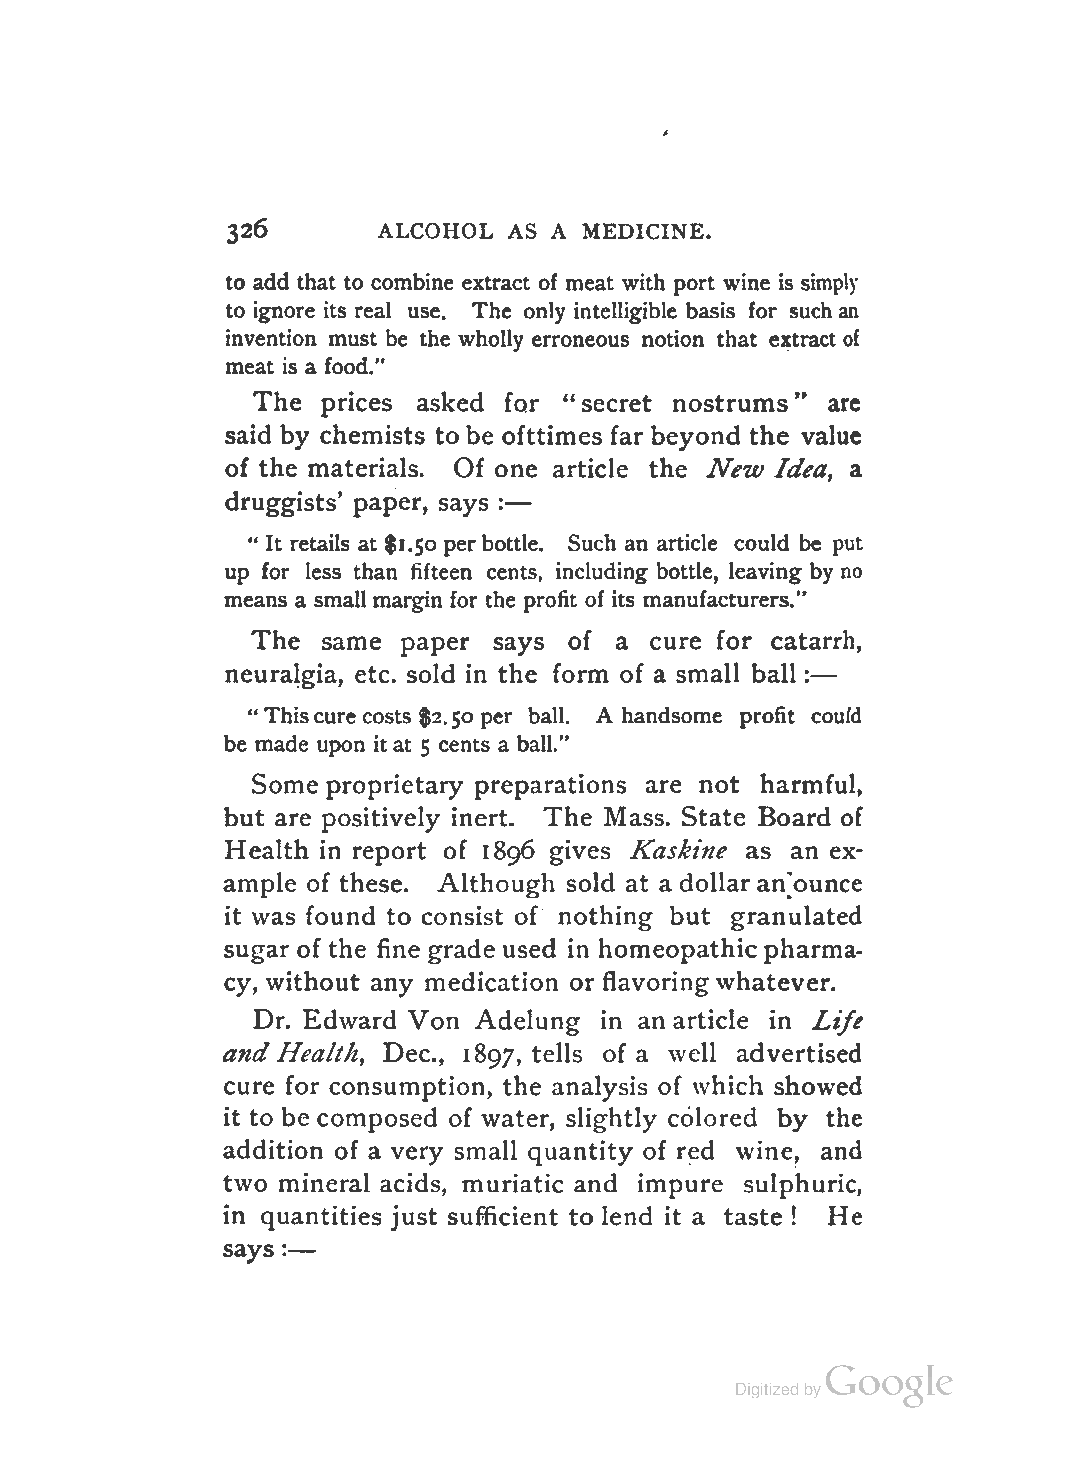 326 ALCOHOL AS A MEDICINE.
to add that to combine extract of meat with port wine is simply
to ignore its real use. The only intelligible basis for such an
invention must be the wholly erroneous notion that extract of
meat is a food."
The prices asked for "secret nostrums" are
said by chemists to be ofttimes far beyond the value
of the materials. Of one article the New Idea, a
druggists' paper, says :—
"It retails at $1.50 per bottle. Such an article could be put
up for less than fifteen cents, including bottle, leaving by no
means a small margin for the profit of its manufacturers."
The same paper says of a cure for catarrh,
neuralgia, etc. sold in the form of a small ball :—
"This cure costs $2.50 per ball. A handsome profit could
be made upon it at 5 cents a ball."
Some proprietary preparations are not harmful,
but are positively inert. The Mass. State Board of
Health in report of 1896 gives Kaskine as an ex-
ample of these. Although sold at a dollar an ounce
it was found to consist of nothing but granulated
sugar of the fine grade used in homeopathic pharma-
cy, without any medication or flavoring whatever.
Dr. Edward Von Adelung in an article in Life
and Health, Dec., 1897, tells of a well advertised
cure for consumption, the analysis of which showed
it to be composed of water, slightly colored by the
addition of a very small quantity of red wine, and
two mineral acids, muriatic and impure sulphuric,
in quantities just sufficient to lend it a taste ! He
says :—
Digitized by Google